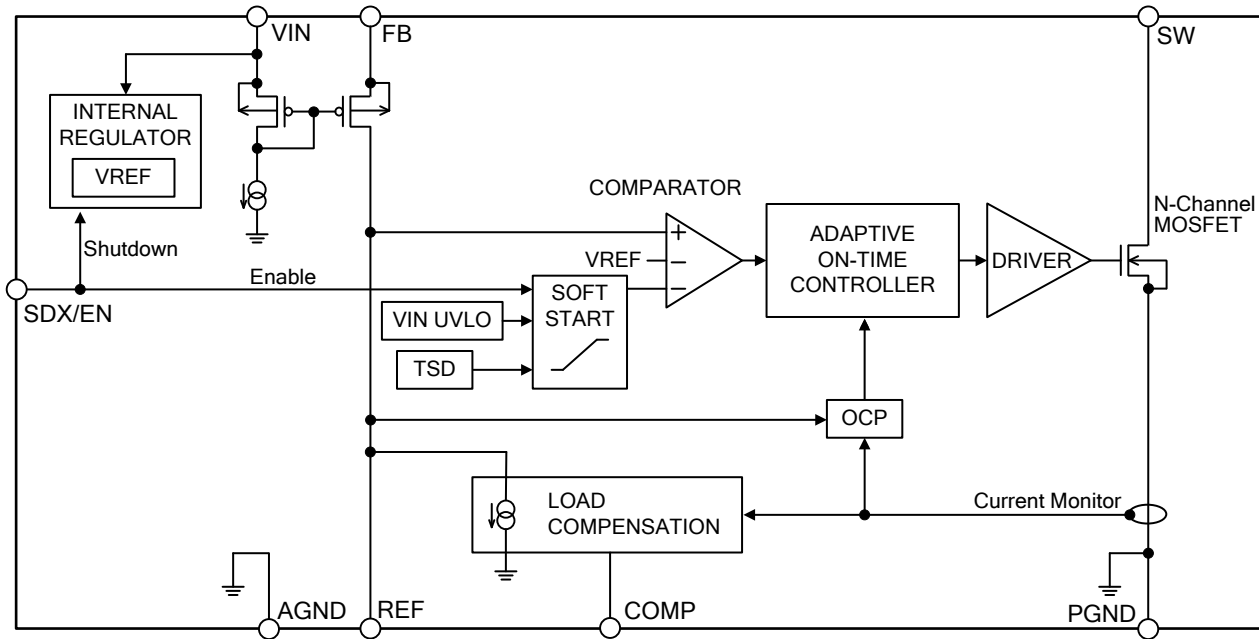 VIN
FB
SW
INTERNAL
REGULATOR
VREF
Shutdown
SDX/EN
Enable
COMPARATOR
+
VREF
−
−
SOFT
START
VIN UVLO
TSD
ADAPTIVE
ON-TIME
CONTROLLER
DRIVER
N-Channel
MOSFET
OCP
LOAD
COMPENSATION
Current Monitor
AGND
REF
COMP
PGND